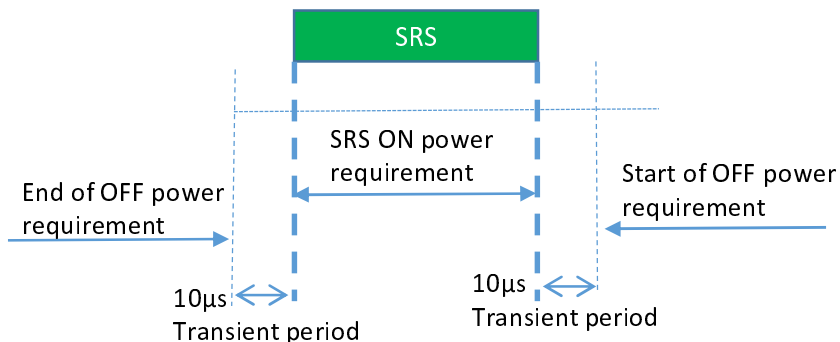 SRS
SRS ON power
requirement
End of OFF power
requirement
Start of OFF power
requirement
10µs
Transient period
10µs
Transient period